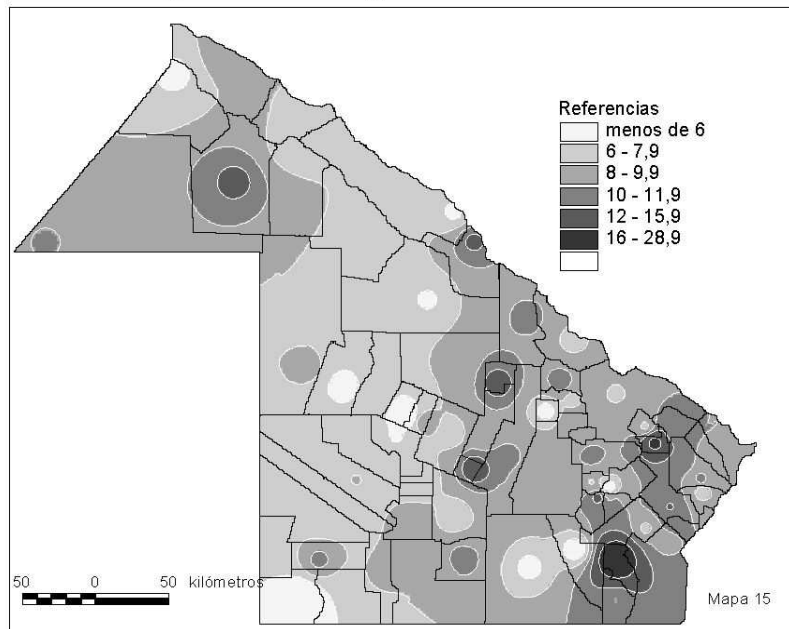 Referencias
menos de 6
6 - 7,9
8 - 9,9
10 - 11,9
12 - 15,9
16 - 28,9
50 0 50 kilómetros
Mapa 15